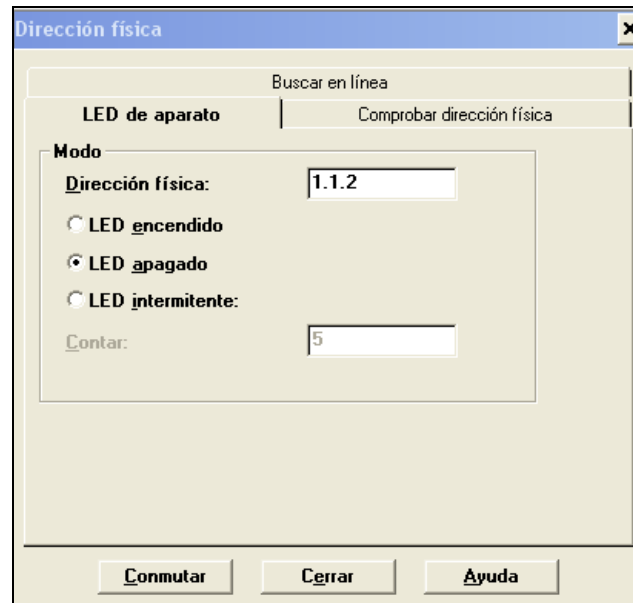 Dirección física
Buscar en línea
LED de aparato
Comprobar dirección física
Modo
Dirección física: 1.1.2
LED encendido
LED apagado
LED intermitente:
Contar: 5
Conmutar Cerrar Ayuda